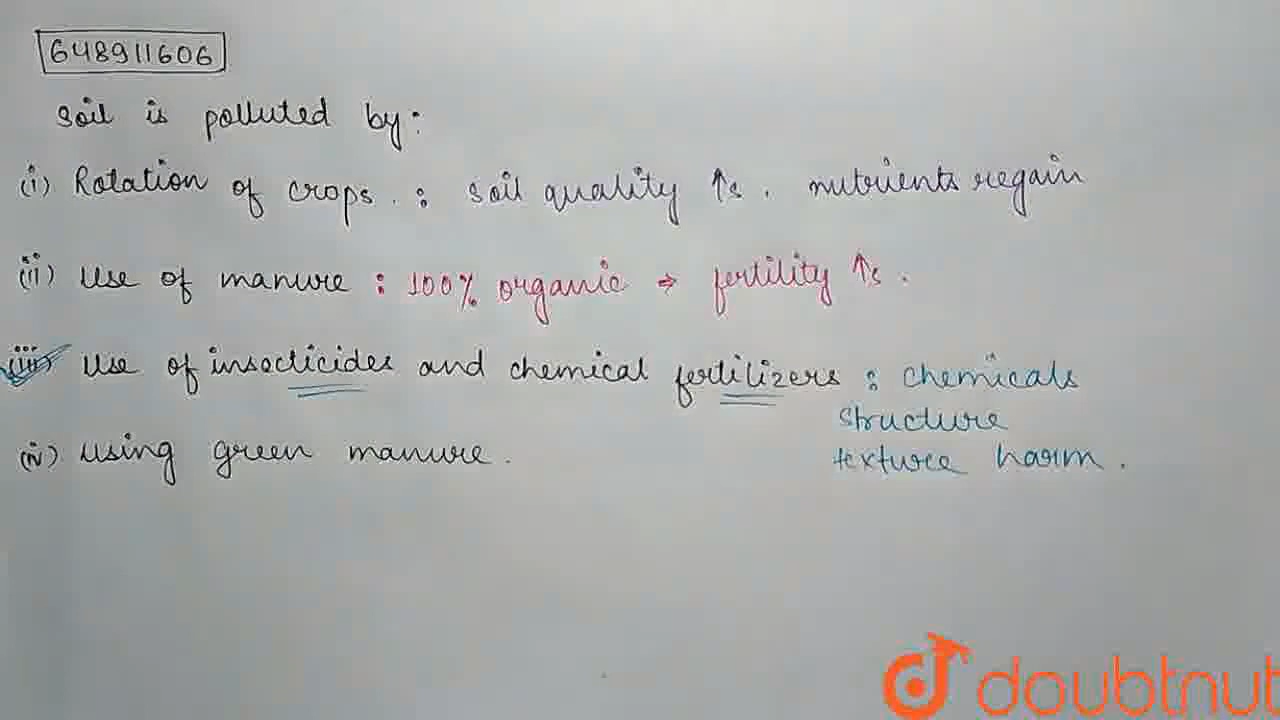 648911606
Soil is polluted by:
(i) Rotation of crops. : soil quality ↑s. nutrients regain
(ii) Use of manure : 100% organic → fertility ↑s.
(iii) Use of insecticides and chemical fertilizers : chemicals
structure
(iv) Using green manure. texture harm.
doubtnut